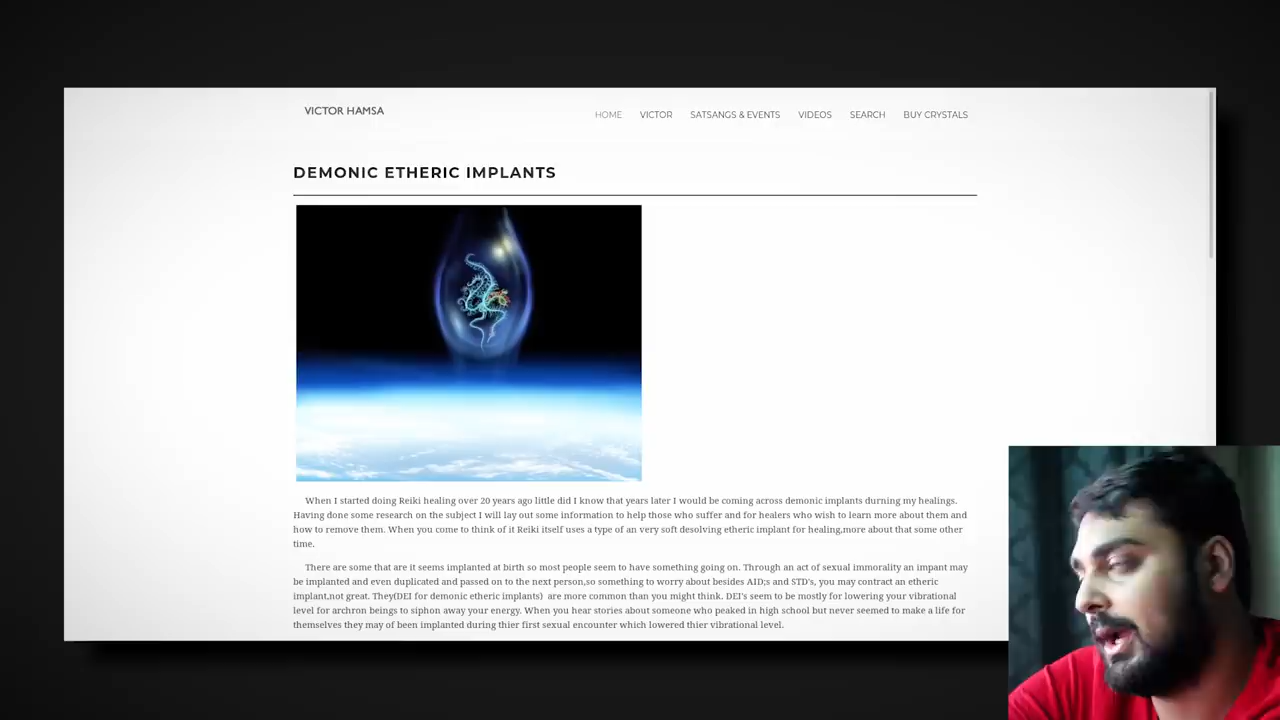 VICTOR HAMSA
HOME VICTOR SATSANGS & EVENTS VIDEOS SEARCH BUY CRYSTALS
DEMONIC ETHERIC IMPLANTS
When I started doing Reiki healing over 20 years ago little did I know that years later I would be coming across demonic implants durning my healings.
Having done some research on the subject I will lay out some information to help those who suffer and for healers who wish to learn more about them and
how to remove them. When you come to think of it Reiki itself uses a type of an very soft desolving etheric implant for healing,more about that some other
time.
There are some that are it seems implanted at birth so most people seem to have something going on. Through an act of sexual immorality an impant may
be implanted and even duplicated and passed on to the next person,so something to worry about besides AID;s and STD's, you may contract an etheric
implant,not great. They(DEI for demonic etheric implants) are more common than you might think. DEI's seem to be mostly for lowering your vibrational
level for archron beings to siphon away your energy. When you hear stories about someone who peaked in high school but never seemed to make a life for
themselves they may of been implanted during thier first sexual encounter which lowered thier vibrational level.